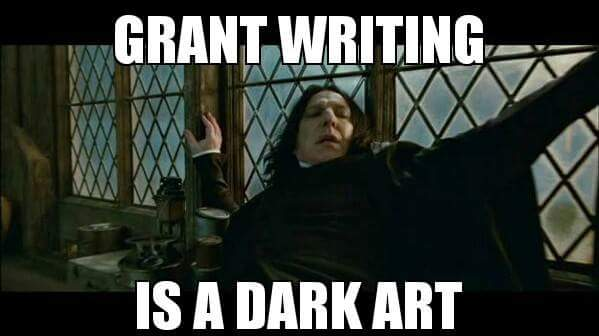 GRANT WRITING
IS A DARK ART